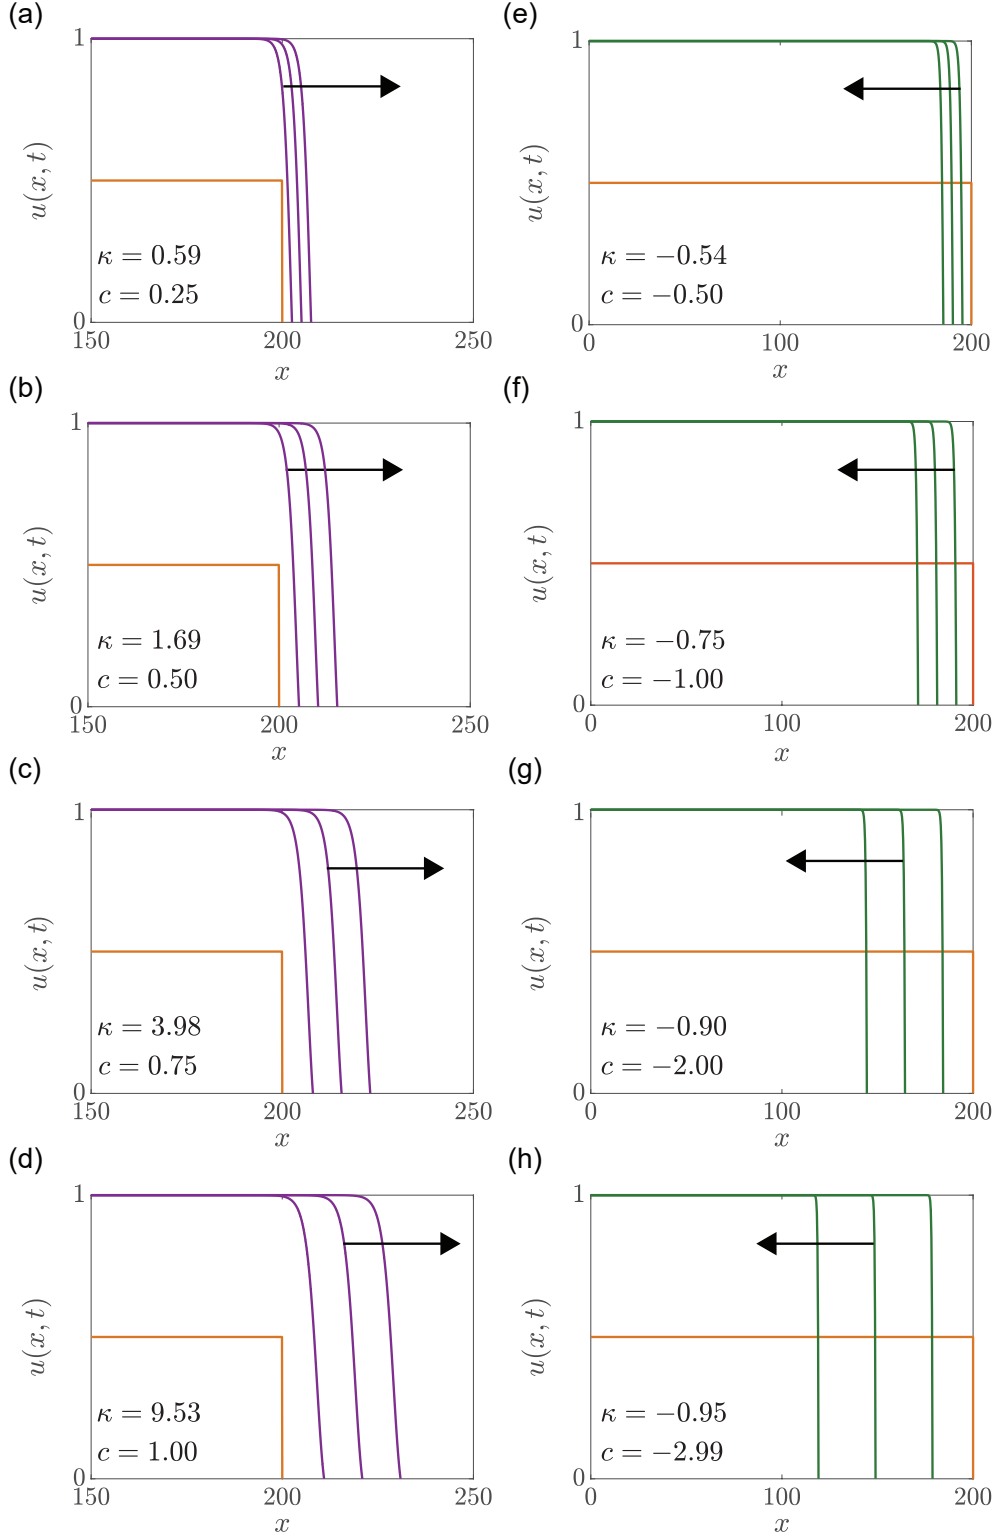 (a)
1
u(x, t)
κ = 0.59
c = 0.25
0
150
200
250
x
(b)
1
u(x, t)
κ = 1.69
c = 0.50
0
150
200
250
x
(c)
1
u(x, t)
κ = 3.98
c = 0.75
0
150
200
250
x
(d)
1
u(x, t)
κ = 9.53
c = 1.00
0
150
200
250
x
(e)
1
u(x, t)
κ = −0.54
c = −0.50
0
0
100
200
x
(f)
1
u(x, t)
κ = −0.75
c = −1.00
0
0
100
200
x
(g)
1
u(x, t)
κ = −0.90
c = −2.00
0
0
100
200
x
(h)
1
u(x, t)
κ = −0.95
c = −2.99
0
0
100
200
x